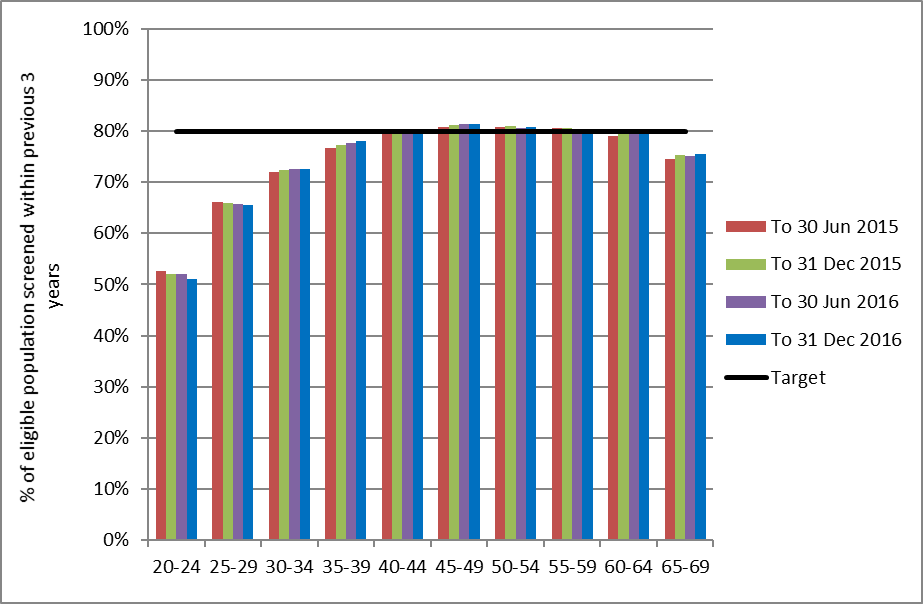 % of eligible population screened within previous 3
years
100%
90%
80%
70%
60%
50%
40%
30%
20%
10%
0%
20-24 25-29 30-34 35-39 40-44 45-49 50-54 55-59 60-64 65-69
To 30 Jun 2015
To 31 Dec 2015
To 30 Jun 2016
To 31 Dec 2016
Target